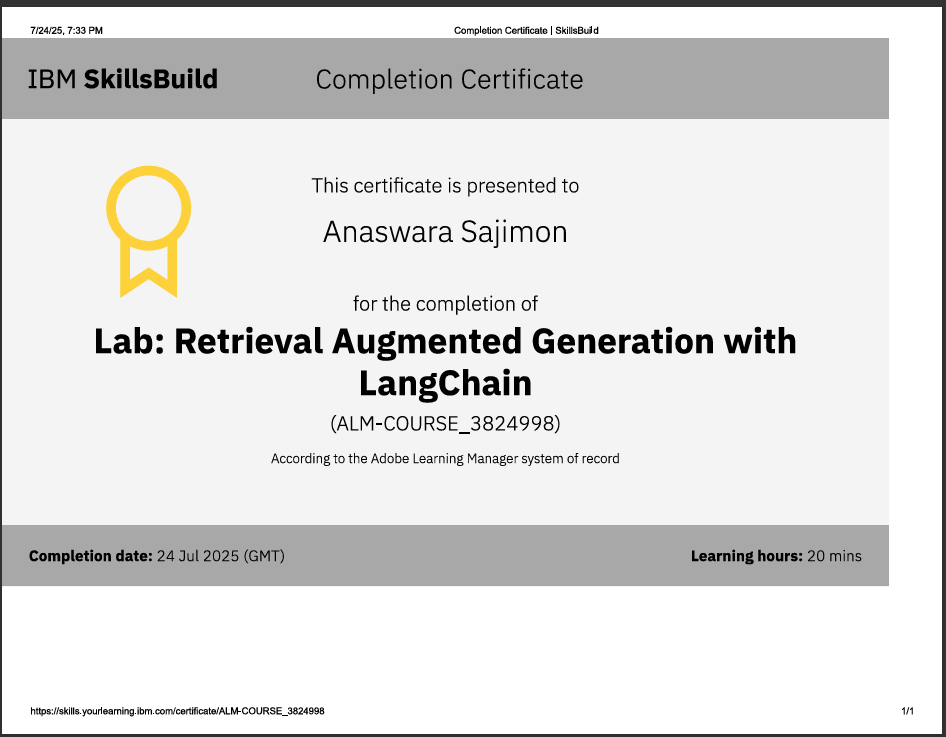 7/24/25, 7:33 PM Completion Certificate | SkillsBuild
IBM SkillsBuild Completion Certificate
This certificate is presented to
Anaswara Sajimon
for the completion of
Lab: Retrieval Augmented Generation with
LangChain
(ALM-COURSE_3824998)
According to the Adobe Learning Manager system of record
Completion date: 24 Jul 2025 (GMT) Learning hours: 20 mins
https://skills.yourlearning.ibm.com/certificate/ALM-COURSE_3824998 1/1